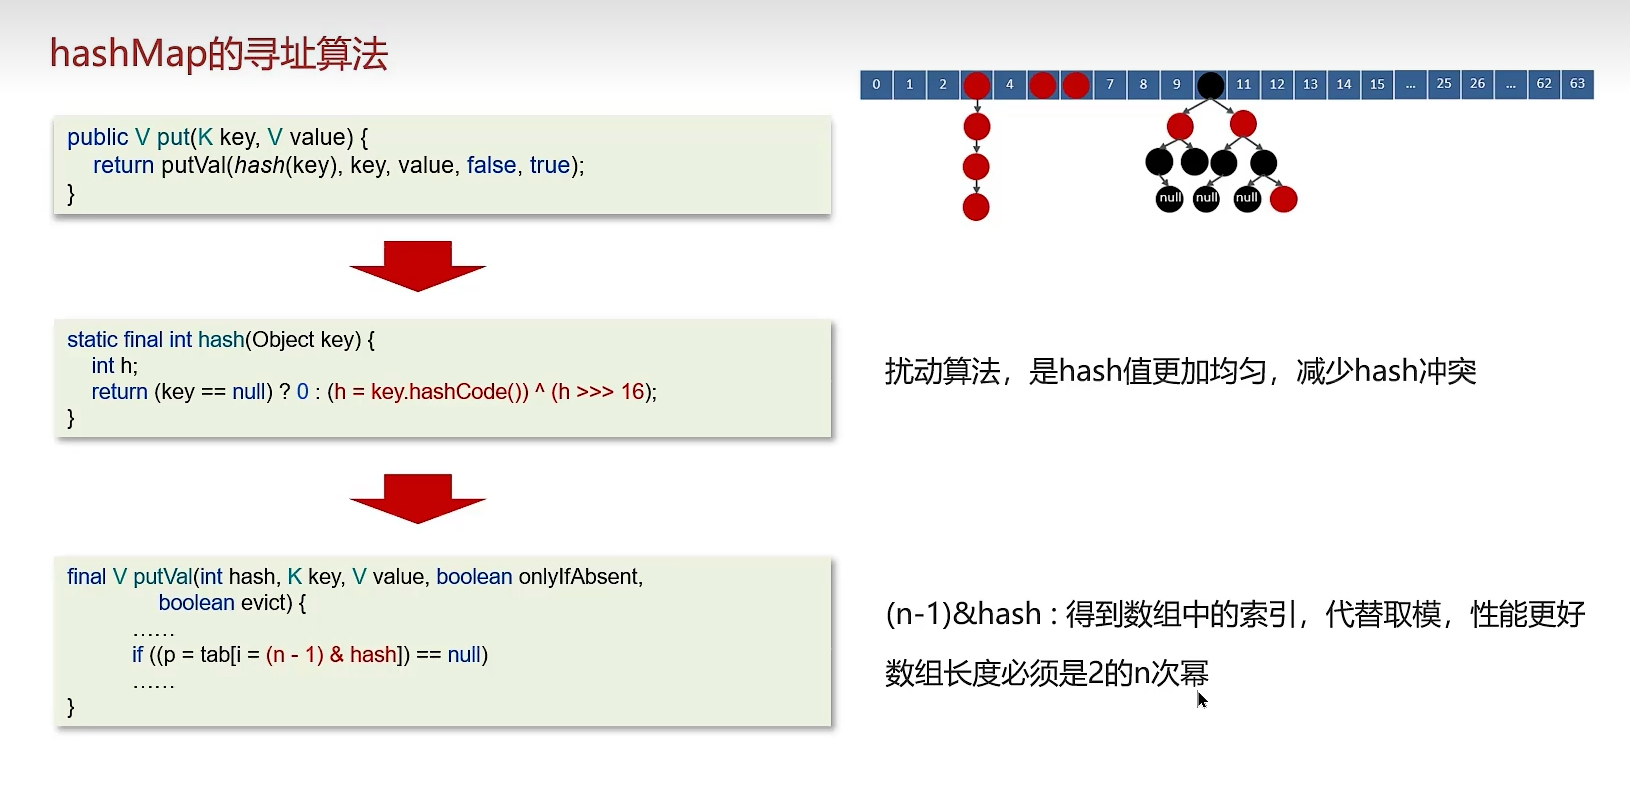 hashMap的寻址算法
0 1 2 4 7 8 9 11 12 13 14 15 ... 25 26 ... 62 63
null null null
public V put(K key, V value) {
return putVal(hash(key), key, value, false, true);
}
static final int hash(Object key) {
int h;
return (key == null) ? 0 : (h = key.hashCode()) ^ (h >>> 16);
}
扰动算法，是hash值更加均匀，减少hash冲突
final V putVal(int hash, K key, V value, boolean onlyIfAbsent,
boolean evict) {
……
if ((p = tab[i = (n - 1) & hash]) == null)
……
}
(n-1)&hash : 得到数组中的索引，代替取模，性能更好
数组长度必须是2的n次幂